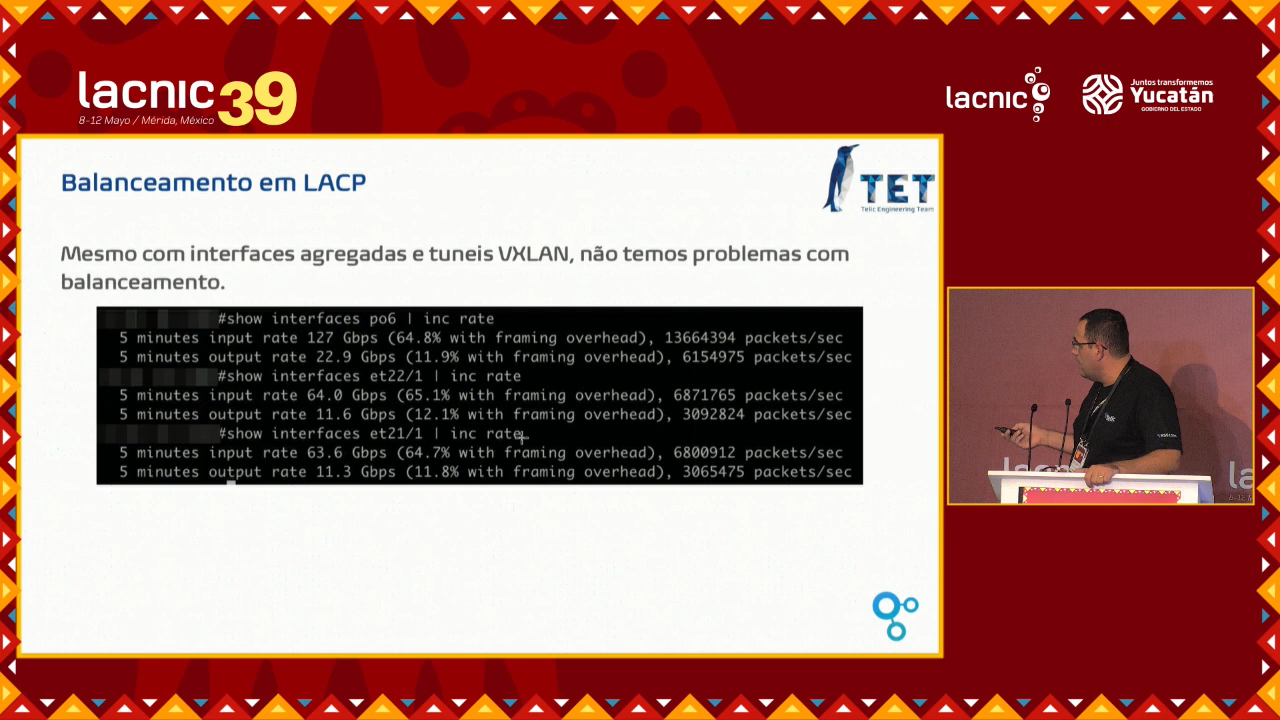 lacnic 39
8-12 Mayo / Mérida, México
lacnic
Juntos transformemos
Yucatán
GOBIERNO DEL ESTADO
Balanceamento em LACP
TET
Telic Engineering Team
Mesmo com interfaces agregadas e tuneis VXLAN, não temos problemas com
balanceamento.
#show interfaces po6 | inc rate
5 minutes input rate 127 Gbps (64.8% with framing overhead), 13664394 packets/sec
5 minutes output rate 22.9 Gbps (11.9% with framing overhead), 6154975 packets/sec
#show interfaces et22/1 | inc rate
5 minutes input rate 64.0 Gbps (65.1% with framing overhead), 6871765 packets/sec
5 minutes output rate 11.6 Gbps (12.1% with framing overhead), 3092824 packets/sec
#show interfaces et21/1 | inc rate
5 minutes input rate 63.6 Gbps (64.7% with framing overhead), 6800912 packets/sec
5 minutes output rate 11.3 Gbps (11.8% with framing overhead), 3065475 packets/sec